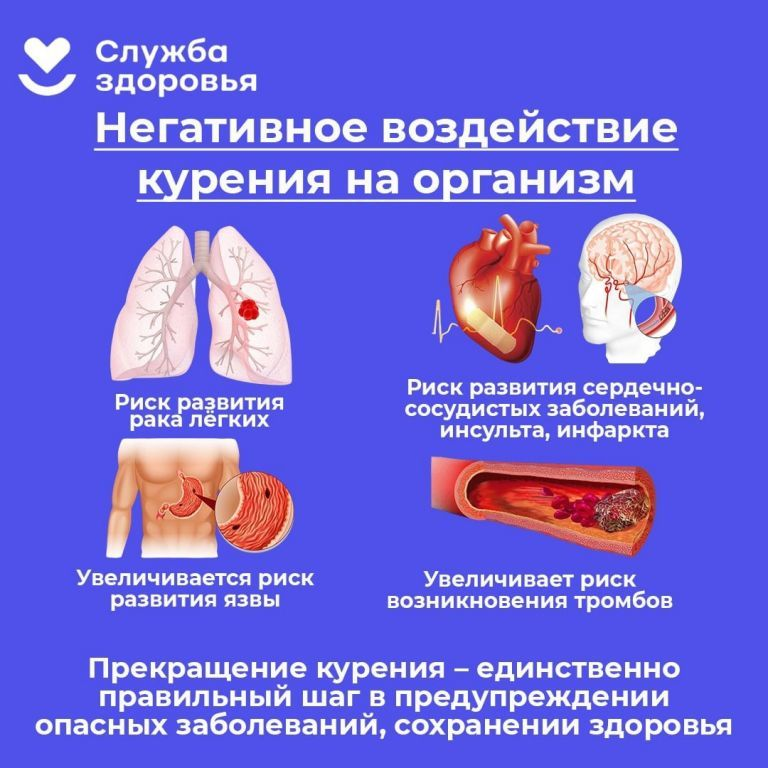 Служба
здоровья
Негативное воздействие
курения на организм
Риск развития
рака лёгких
Риск развития сердечно-
сосудистых заболеваний,
инсульта, инфаркта
Увеличивается риск
развития язвы
Увеличивает риск
возникновения тромбов
Прекращение курения – единственно
правильный шаг в предупреждении
опасных заболеваний, сохранении здоровья